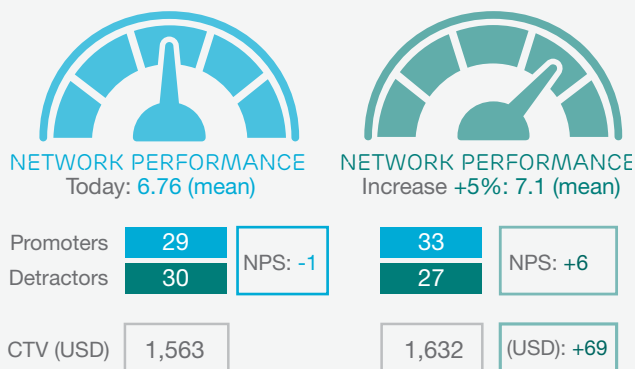 NETWORK PERFORMANCE
Today: 6.76 (mean)
NETWORK PERFORMANCE
Increase +5%: 7.1 (mean)
Promoters 29 33
NPS: -1 NPS: +6
Detractors 30 27
CTV (USD) 1,563 1,632 (USD): +69